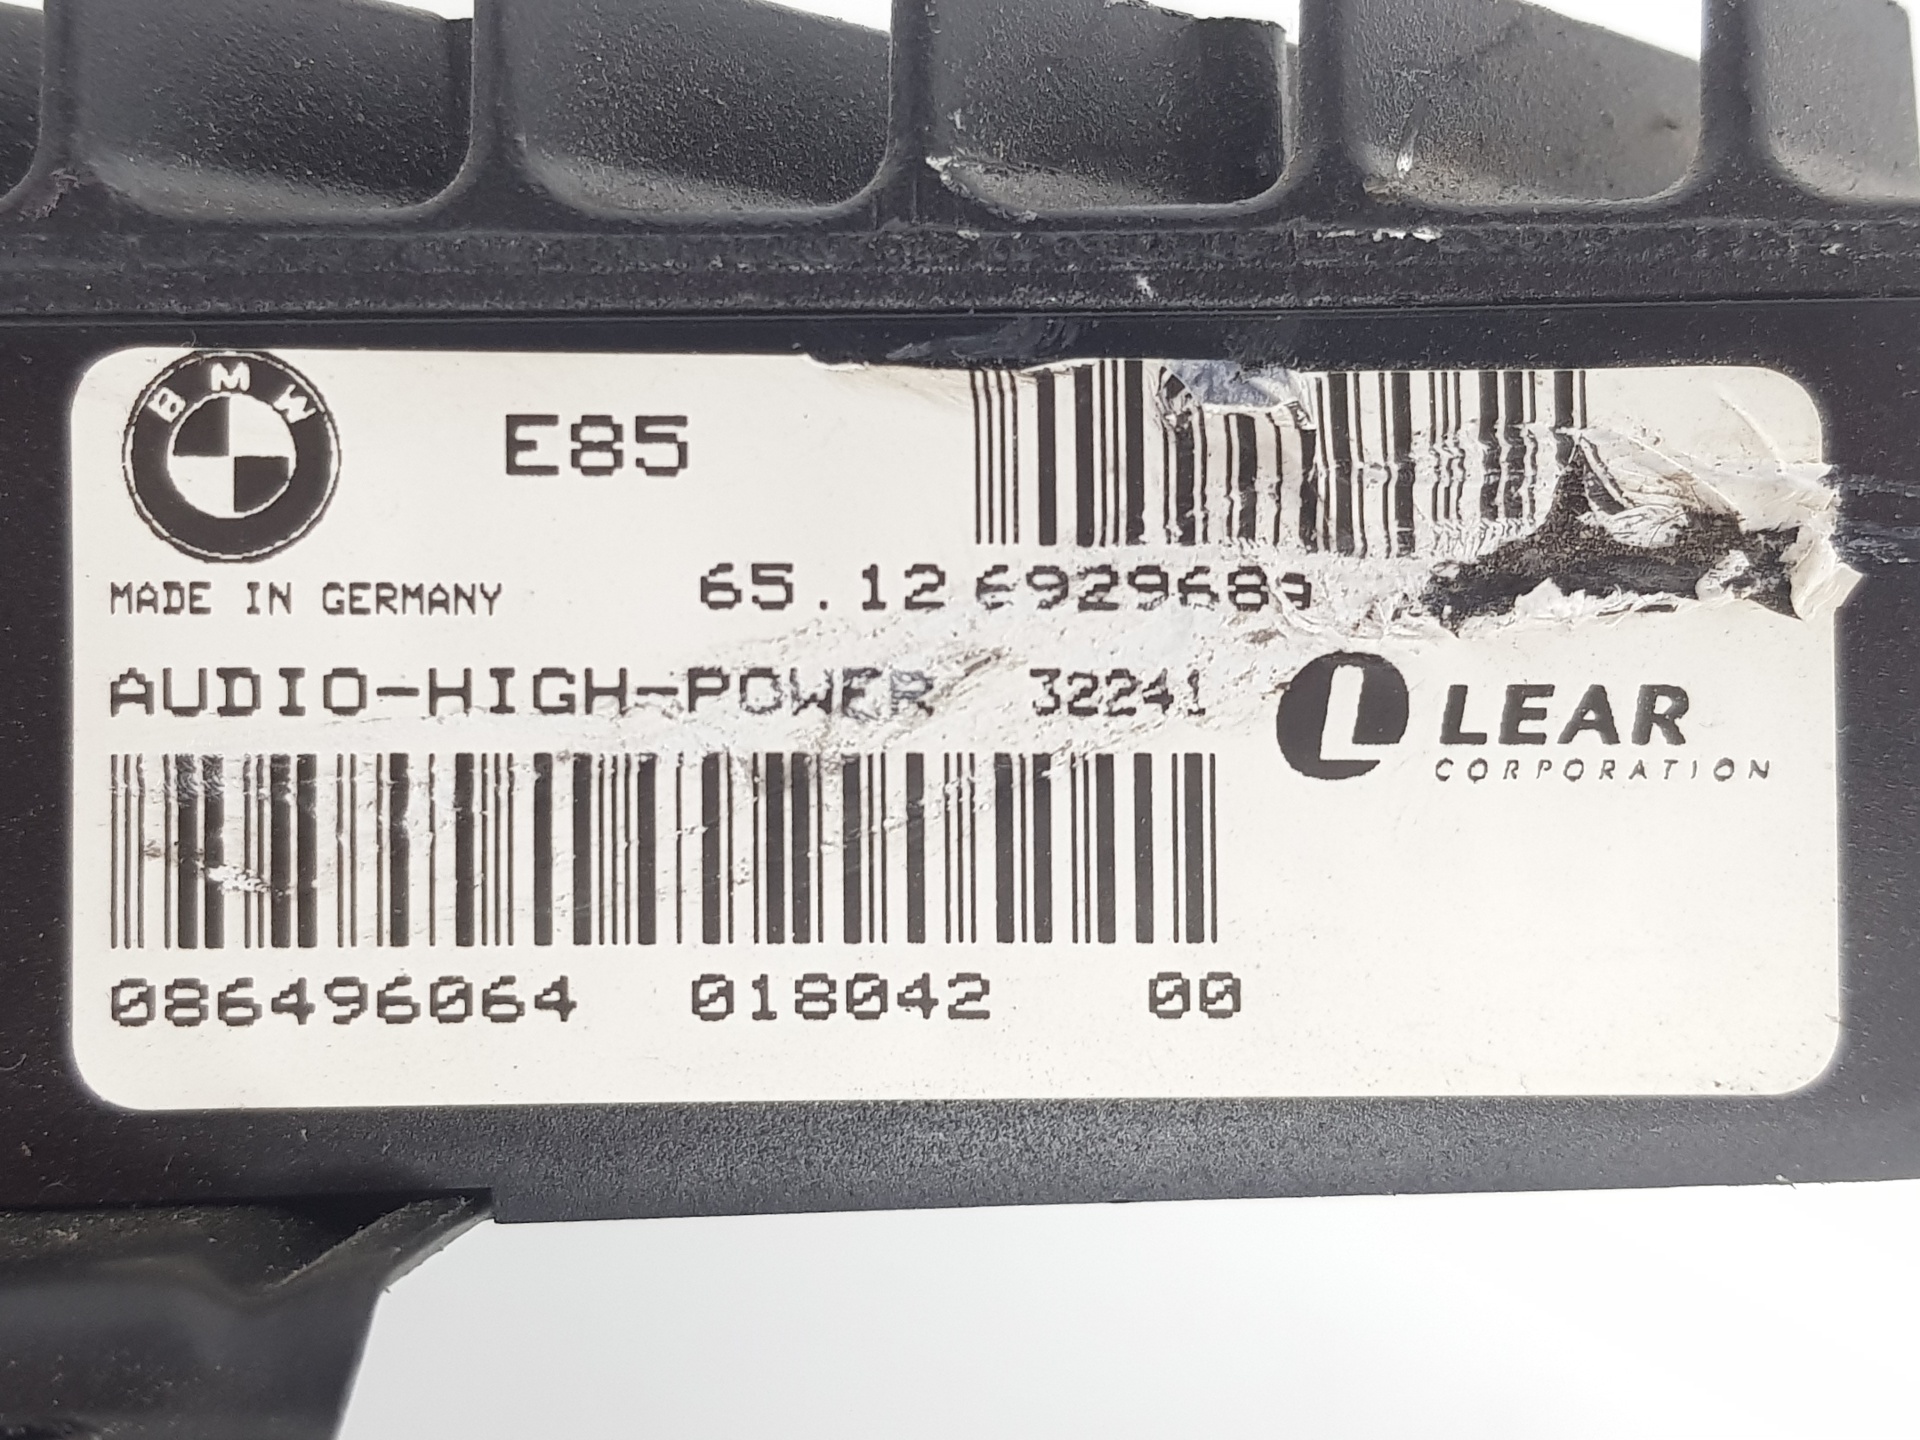 BMW
E85
MADE IN GERMANY 65.12 6929689
AUDIO-HIGH-POWER 32241
LEAR
CORPORATION
086496064 018042 00